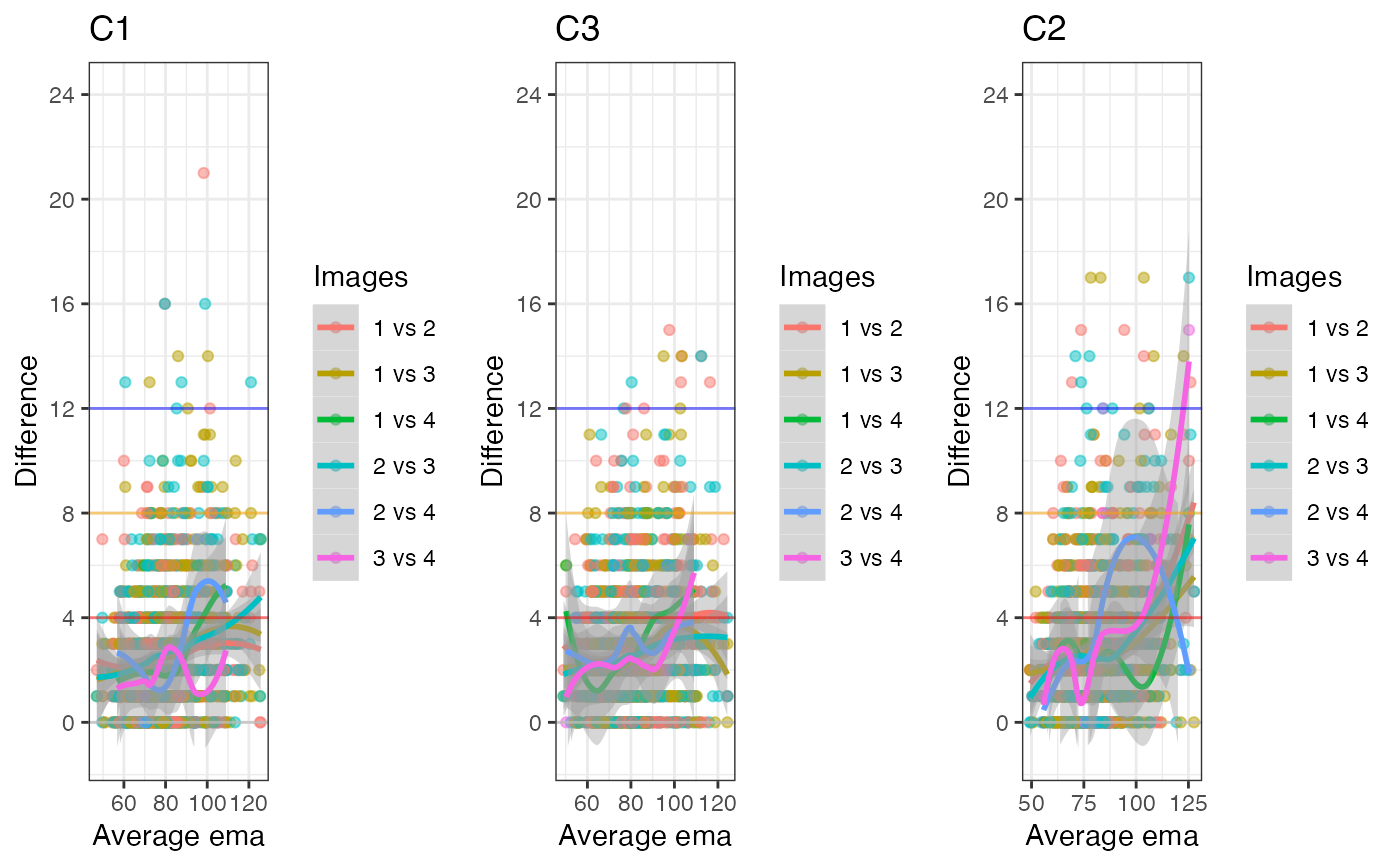 C1
Difference
24
20
16
12
8
4
0
60 80 100 120
Average ema
Images
1 vs 2
1 vs 3
1 vs 4
2 vs 3
2 vs 4
3 vs 4
C3
Difference
24
20
16
12
8
4
0
60 80 100 120
Average ema
Images
1 vs 2
1 vs 3
1 vs 4
2 vs 3
2 vs 4
3 vs 4
C2
Difference
24
20
16
12
8
4
0
50 75 100 125
Average ema
Images
1 vs 2
1 vs 3
1 vs 4
2 vs 3
2 vs 4
3 vs 4